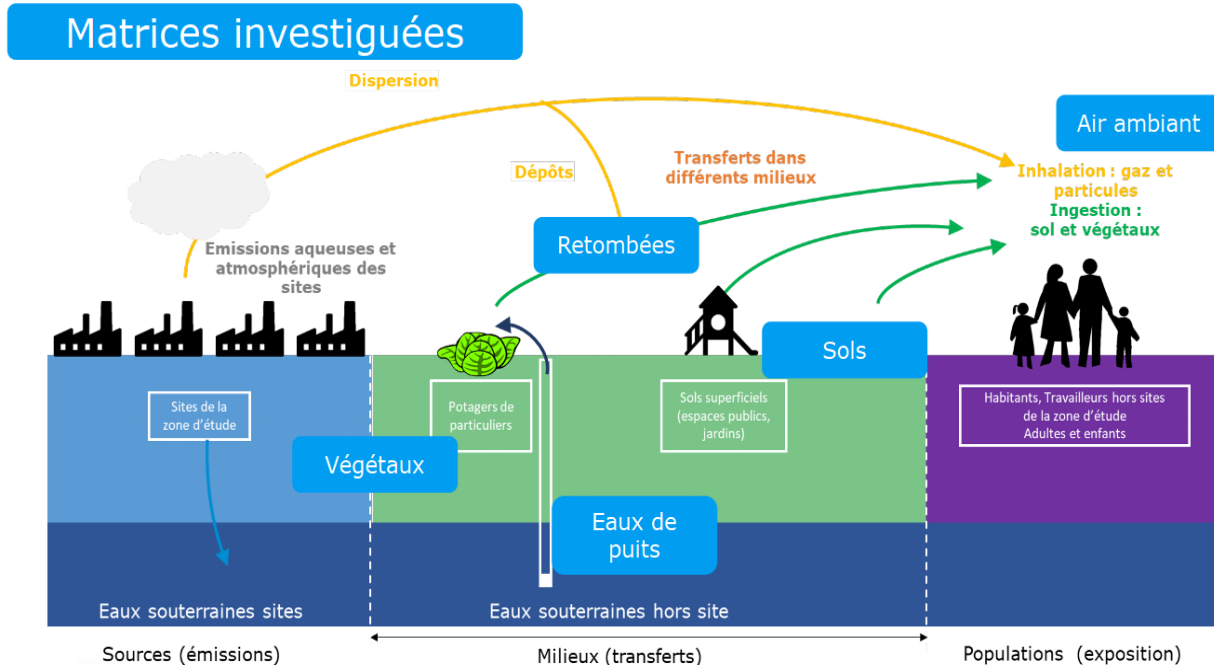 Matrices investiguées
Dispersion
Air ambiant
Dépôts
Transferts dans
différents milieux
Inhalation : gaz et
particules
Ingestion :
sol et végétaux
Retombées
Emissions aqueuses et
atmosphériques des
sites
Sols
Sites de la
zone d’étude
Potagers de
particuliers
Sols superficiels
(espaces publics,
jardins)
Habitants, Travailleurs hors sites
de la zone d’étude
Adultes et enfants
Végétaux
Eaux de
puits
Eaux souterraines sites
Eaux souterraines hors site
Sources (émissions)
Milieux (transferts)
Populations (exposition)